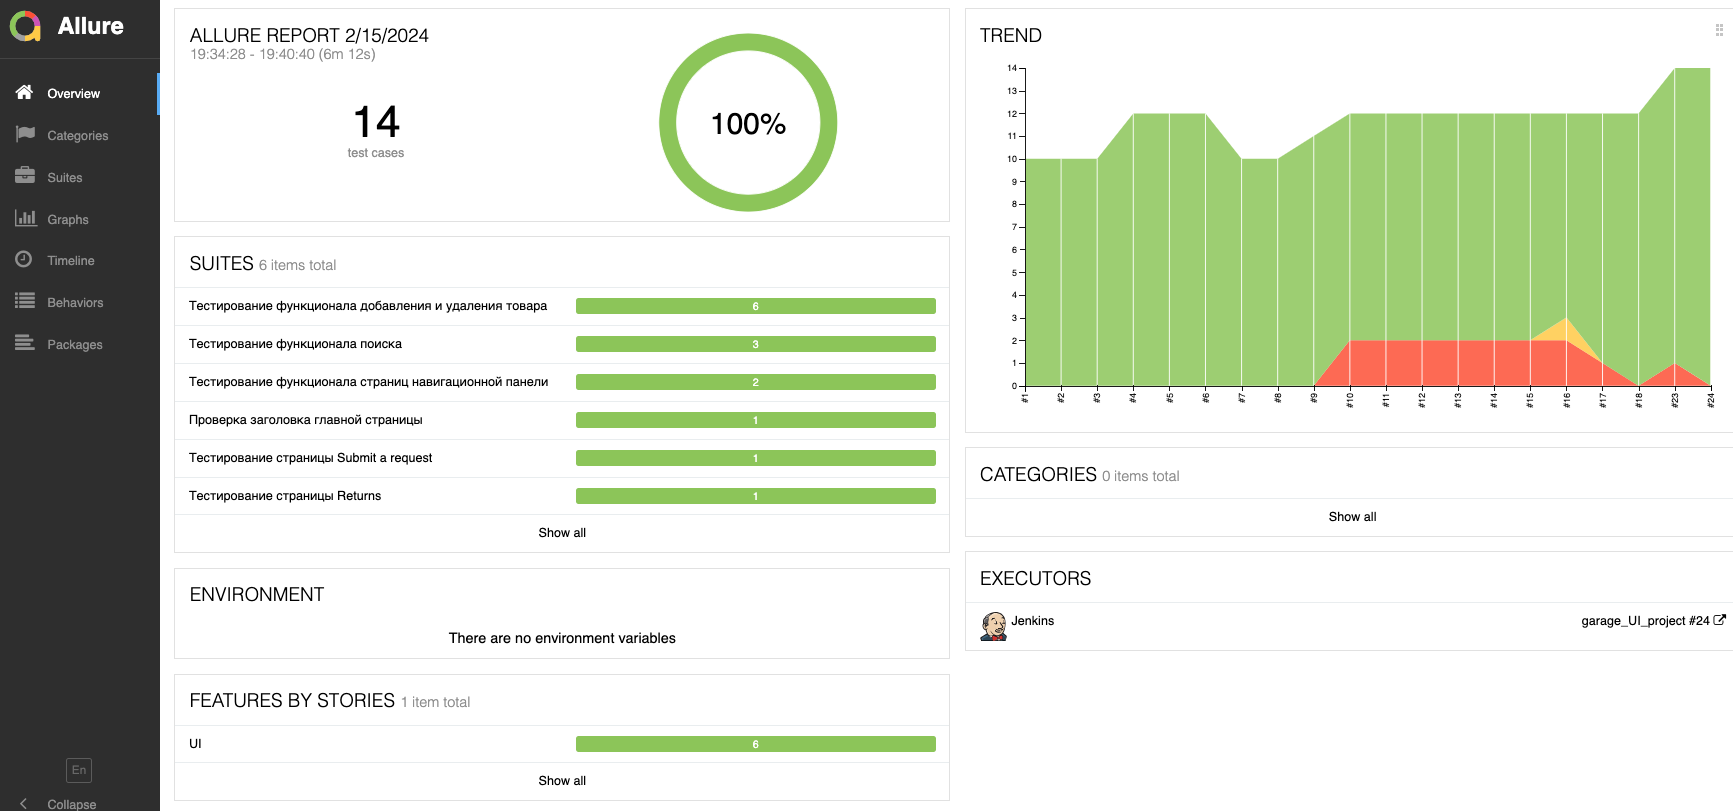 Allure
Overview
Categories
Suites
Graphs
Timeline
Behaviors
Packages
En
Collapse
ALLURE REPORT 2/15/2024
19:34:28 - 19:40:40 (6m 12s)
14
test cases
100%
SUITES 6 items total
Тестирование функционала добавления и удаления товара 6
Тестирование функционала поиска 3
Тестирование функционала страниц навигационной панели 2
Проверка заголовка главной страницы 1
Тестирование страницы Submit a request 1
Тестирование страницы Returns 1
Show all
ENVIRONMENT
There are no environment variables
FEATURES BY STORIES 1 item total
UI 6
Show all
TREND
14
13
12
11
10
9
8
7
6
5
4
3
2
1
0
#1 #2 #3 #4 #5 #6 #7 #8 #9 #10 #11 #12 #13 #14 #15 #16 #17 #18 #23 #24
CATEGORIES 0 items total
Show all
EXECUTORS
Jenkins garage_UI_project #24